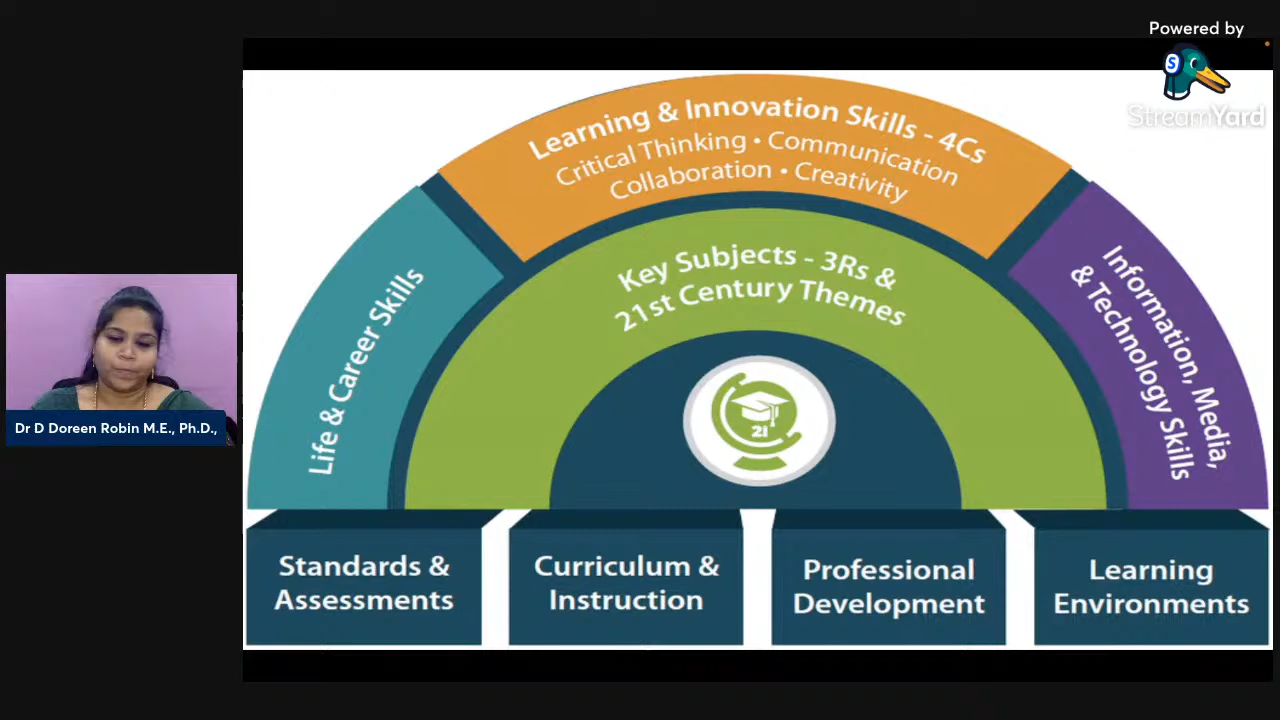 Powered by
S
StreamYard
Learning & Innovation Skills - 4Cs
Critical Thinking • Communication
Collaboration • Creativity
Life & Career Skills
Information, Media,
& Technology Skills
Key Subjects - 3Rs &
21st Century Themes
21
Dr D Doreen Robin M.E., Ph.D.,
Standards &
Assessments
Curriculum &
Instruction
Professional
Development
Learning
Environments